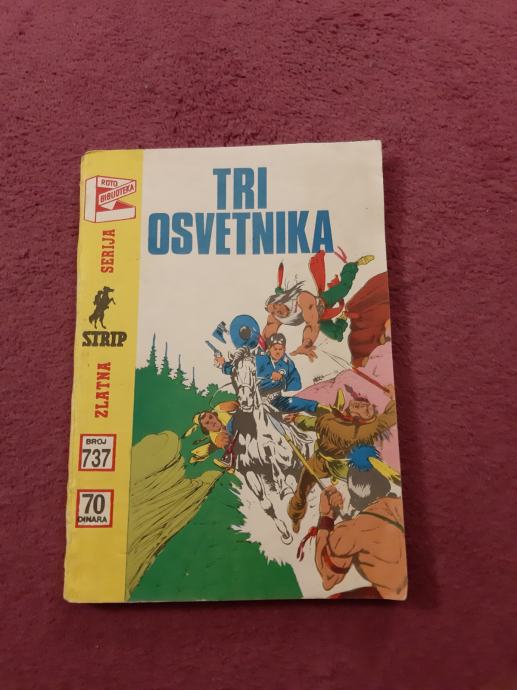 ROTO
BIBLIOTEKA
TRI
OSVETNIKA
ZLATNA
STRIP
SERIJA
BROJ
737
70
DINARA